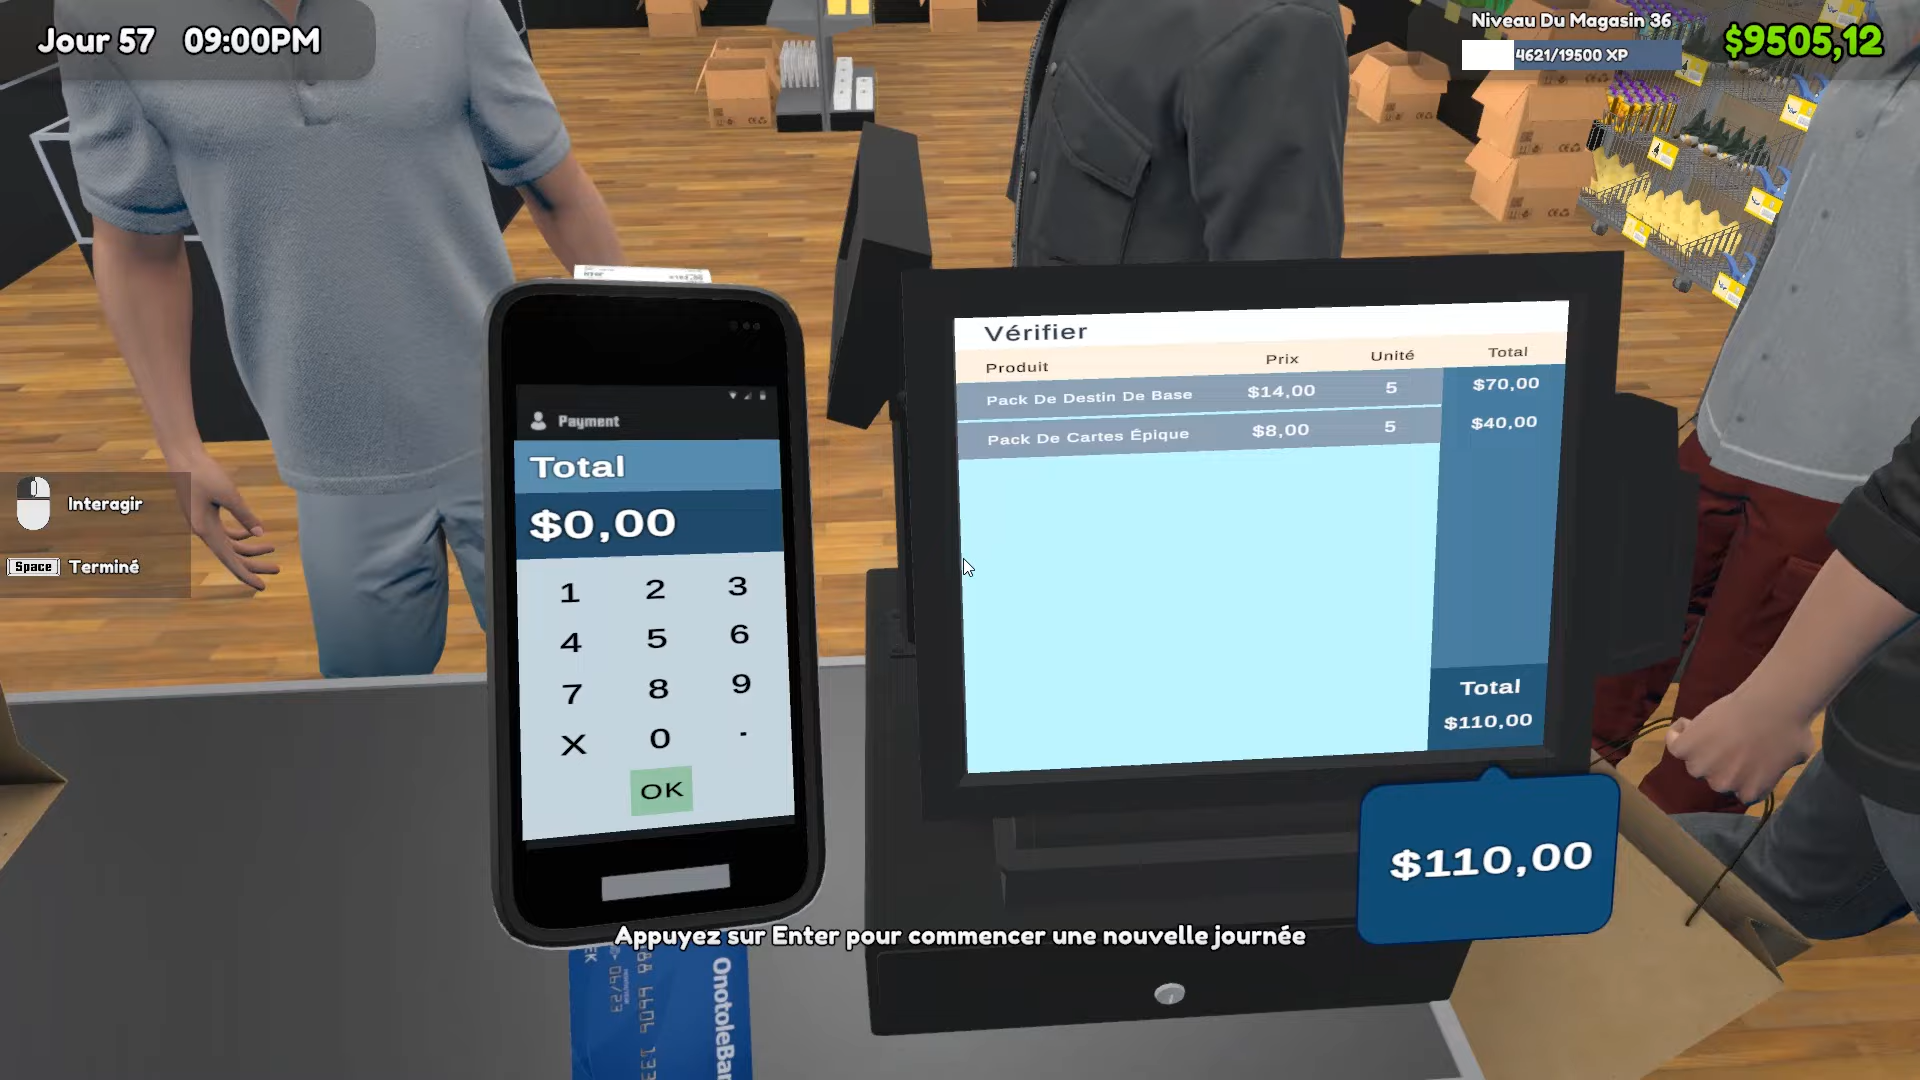 Jour 57 09:00PM
Niveau Du Magasin 36
4621/19500 XP
$9505,12
Interagir
Space Terminé
Payment
Total
$0,00
1 2 3
4 5 6
7 8 9
X 0 .
OK
Vérifier
Produit Prix Unité Total
Pack De Destin De Base $14,00 5 $70,00
Pack De Cartes Épique $8,00 5 $40,00
Total
$110,00
$110,00
Appuyez sur Enter pour commencer une nouvelle journée
OnotoleBan